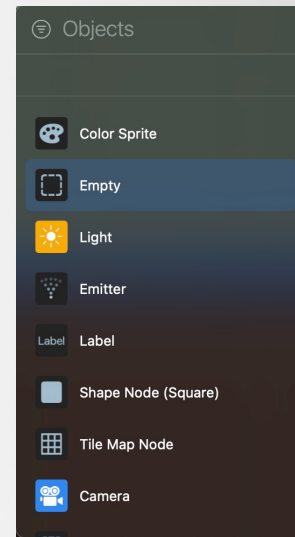 Objects
Color Sprite
Empty
Light
Emitter
Label Label
Shape Node (Square)
Tile Map Node
Camera